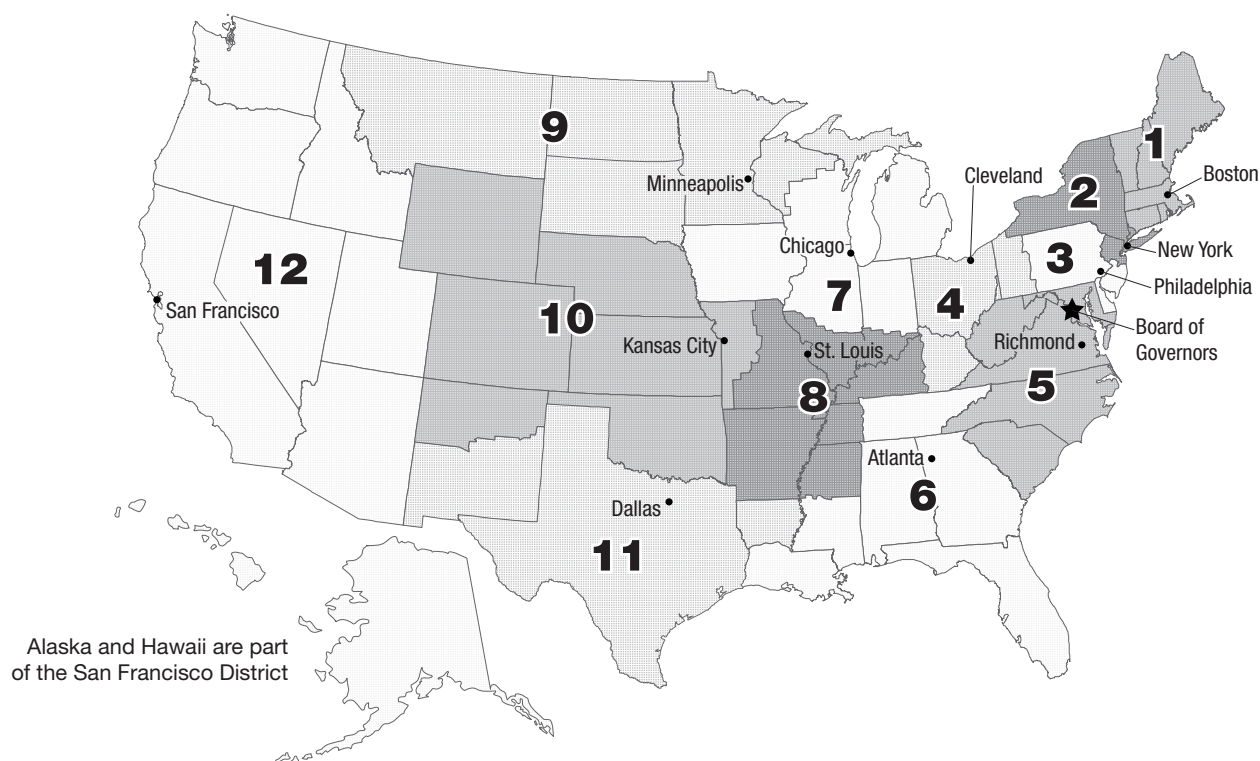 1
Cleveland
9
Boston
Minneapolis
2
Chicago
New York
3
12
Philadelphia
7
4
San Francisco
10
Board of
Governors
Kansas City
St. Louis
Richmond
5
8
Atlanta
6
Dallas
11
Alaska and Hawaii are part
of the San Francisco District